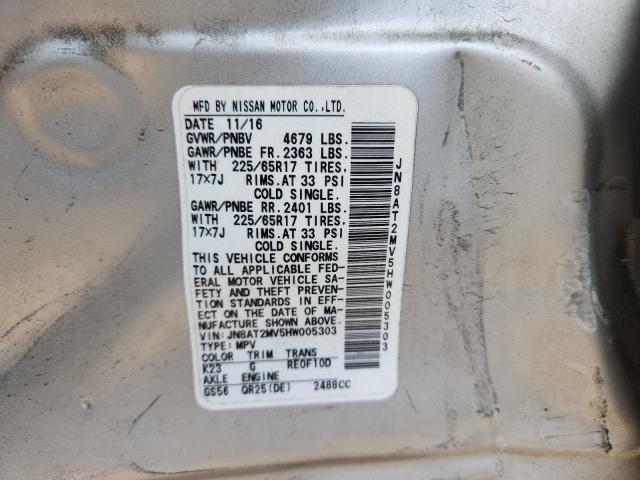 MFD BY NISSAN MOTOR CO.,LTD.
DATE 11/16
GVWR/PNBV 4679 LBS.
GAWR/PNBE FR. 2363 LBS.
WITH 225/65R17 TIRES,
17×7J RIMS. AT 33 PSI
COLD SINGLE.
GAWR/PNBE RR. 2401 LBS.
WITH 225/65R17 TIRES,
17×7J RIMS. AT 33 PSI
COLD SINGLE.
THIS VEHICLE CONFORMS
TO ALL APPLICABLE FED-
ERAL MOTOR VEHICLE SA-
FETY AND THEFT PREVEN-
TION STANDARDS IN EFF-
ECT ON THE DATE OF MA-
NUFACTURE SHOWN ABOVE.
VIN: JN8AT2MV5HW005303
TYPE: MPV
COLOR TRIM TRANS
K23 G RE0F10D
AXLE ENGINE
GS56 QR25(DE) 2488CC
JN8AT2MV5HW005303